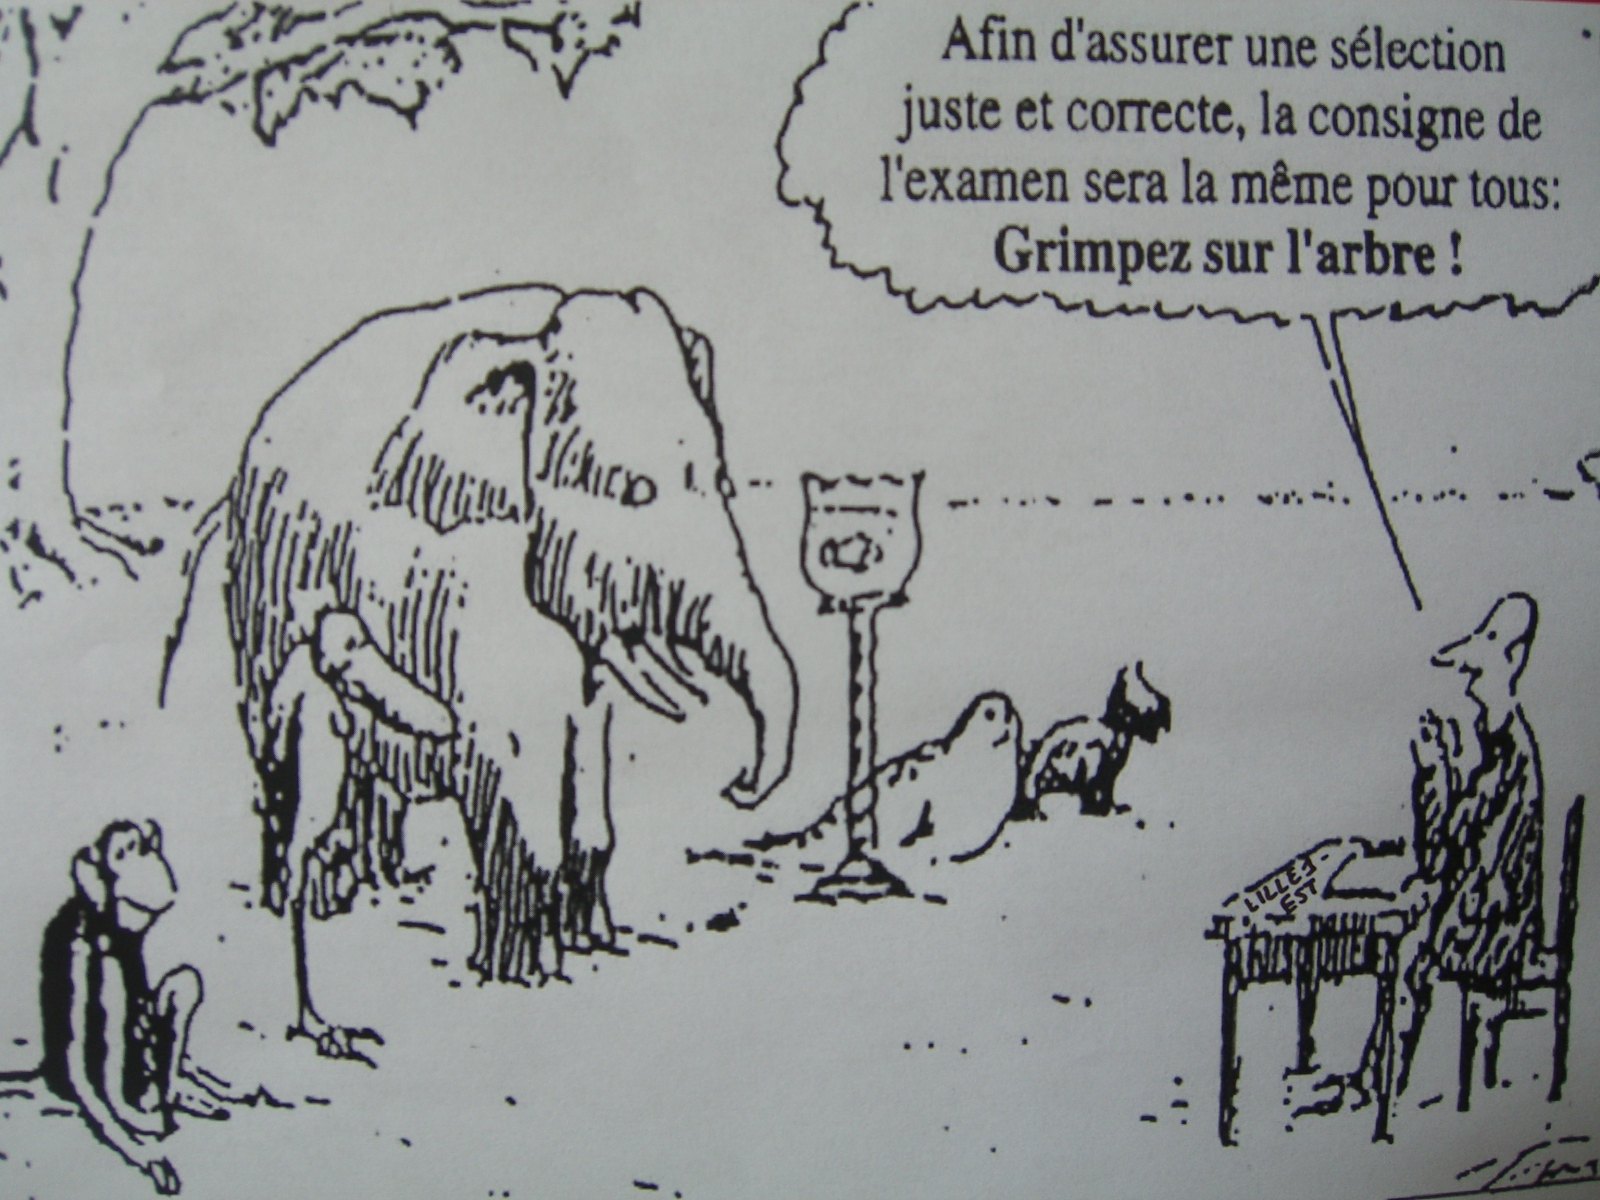 Afin d'assurer une sélection
juste et correcte, la consigne de
l'examen sera la même pour tous:
Grimpez sur l'arbre !
LILLE3
EST